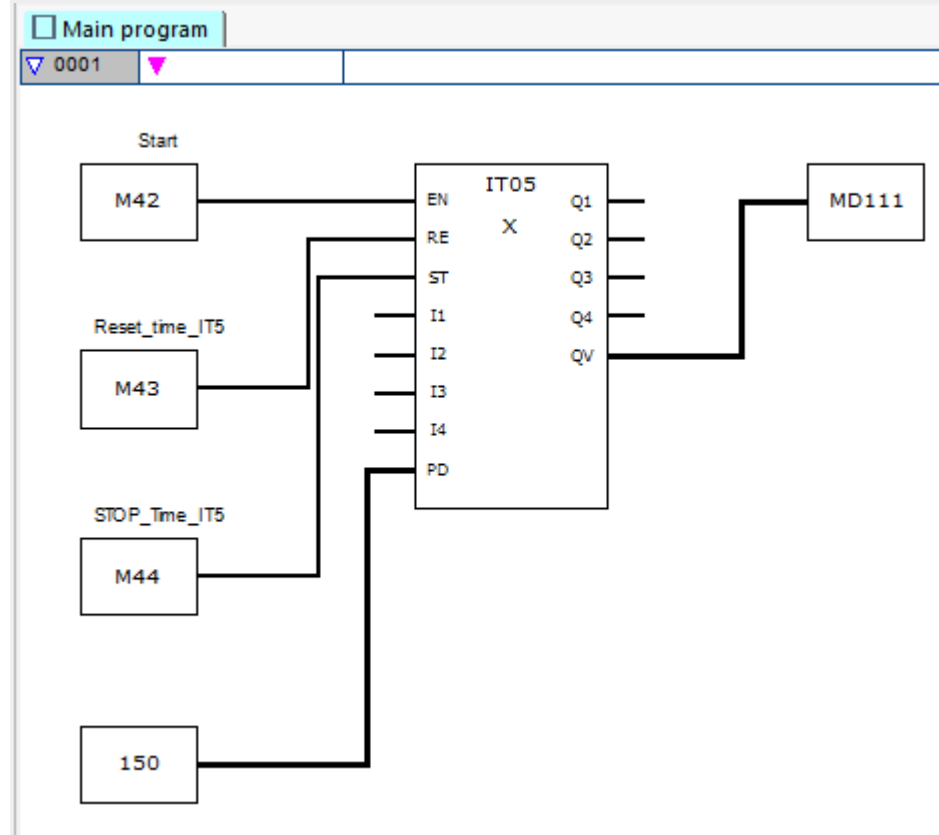 Main program
0001
Start
M42
Reset_time_IT5
M43
STOP_Time_IT5
M44
150
IT05
X
EN
RE
ST
I1
I2
I3
I4
PD
Q1
Q2
Q3
Q4
QV
MD111